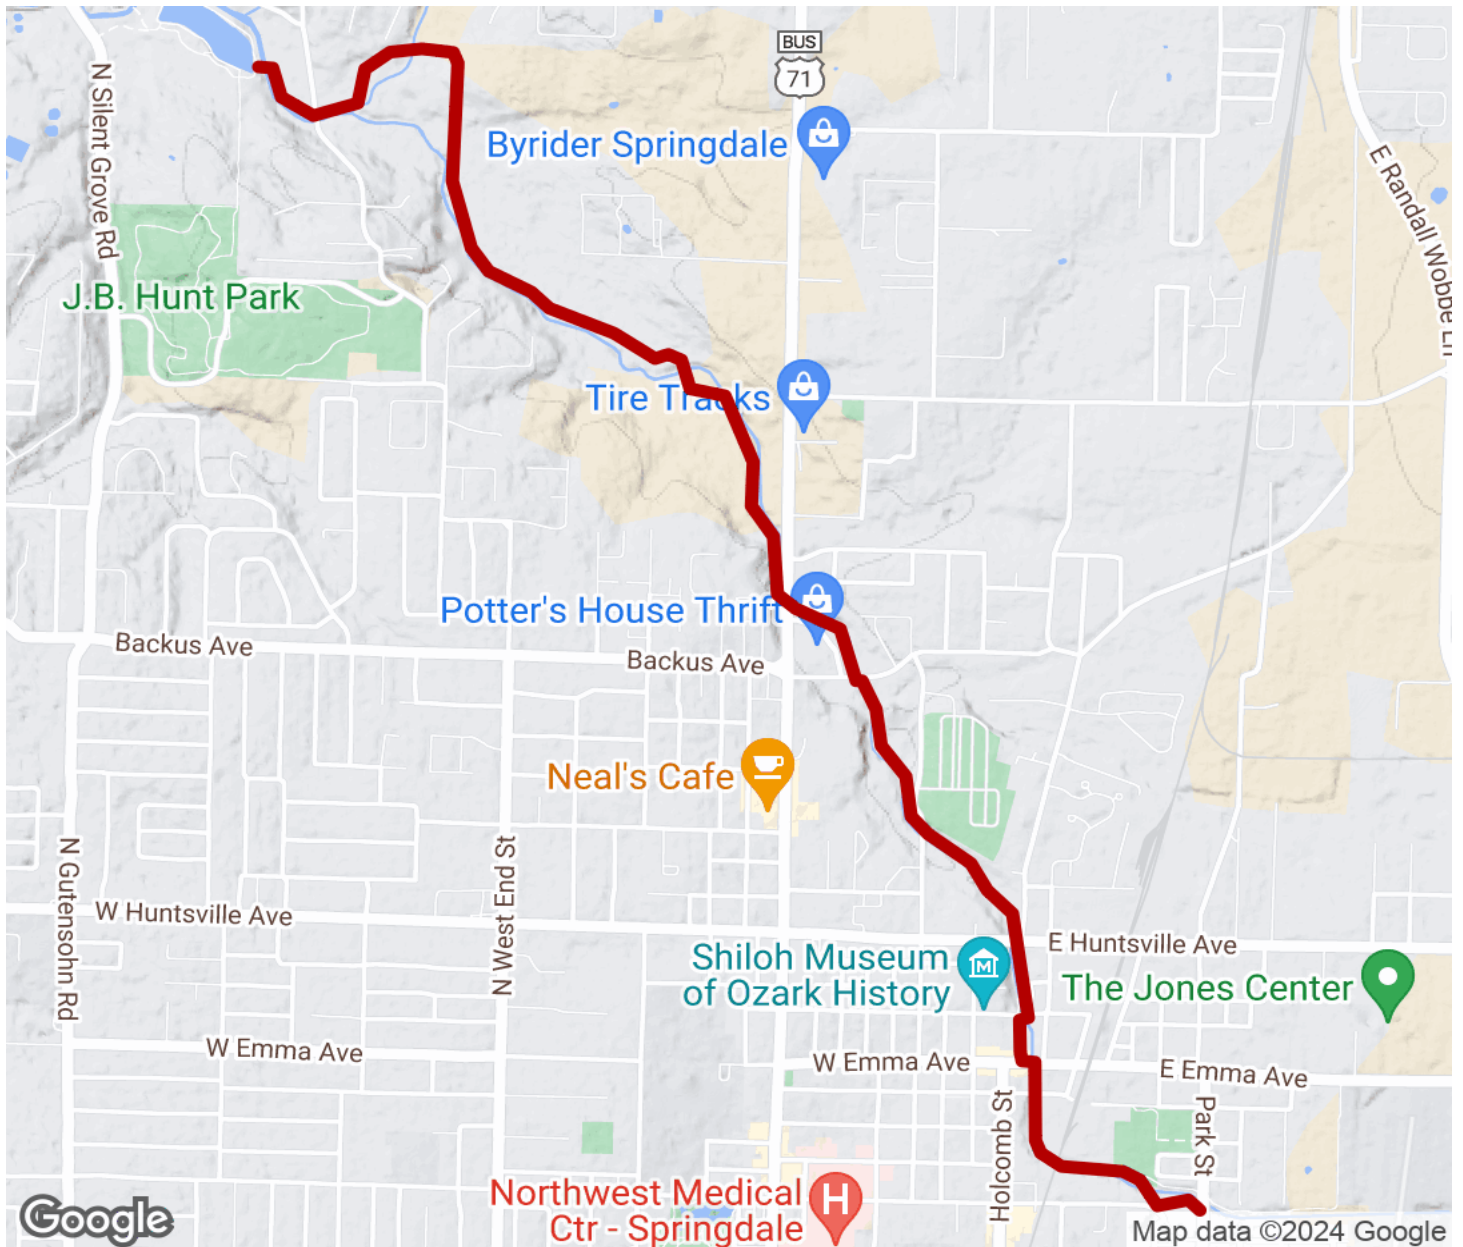 BUS
71
N Silent Grove Rd
Byrider Springdale
E Randall Wobbe Ln
J.B. Hunt Park
Tire Tracks
Potter's House Thrift
Backus Ave
Backus Ave
Neal's Cafe
N Gutensohn Rd
N West End St
W Huntsville Ave
E Huntsville Ave
Shiloh Museum
of Ozark History
M
The Jones Center
W Emma Ave
W Emma Ave
E Emma Ave
Holcomb St
Park St
Northwest Medical
Ctr - Springdale
H
Google
Map data ©2024 Google